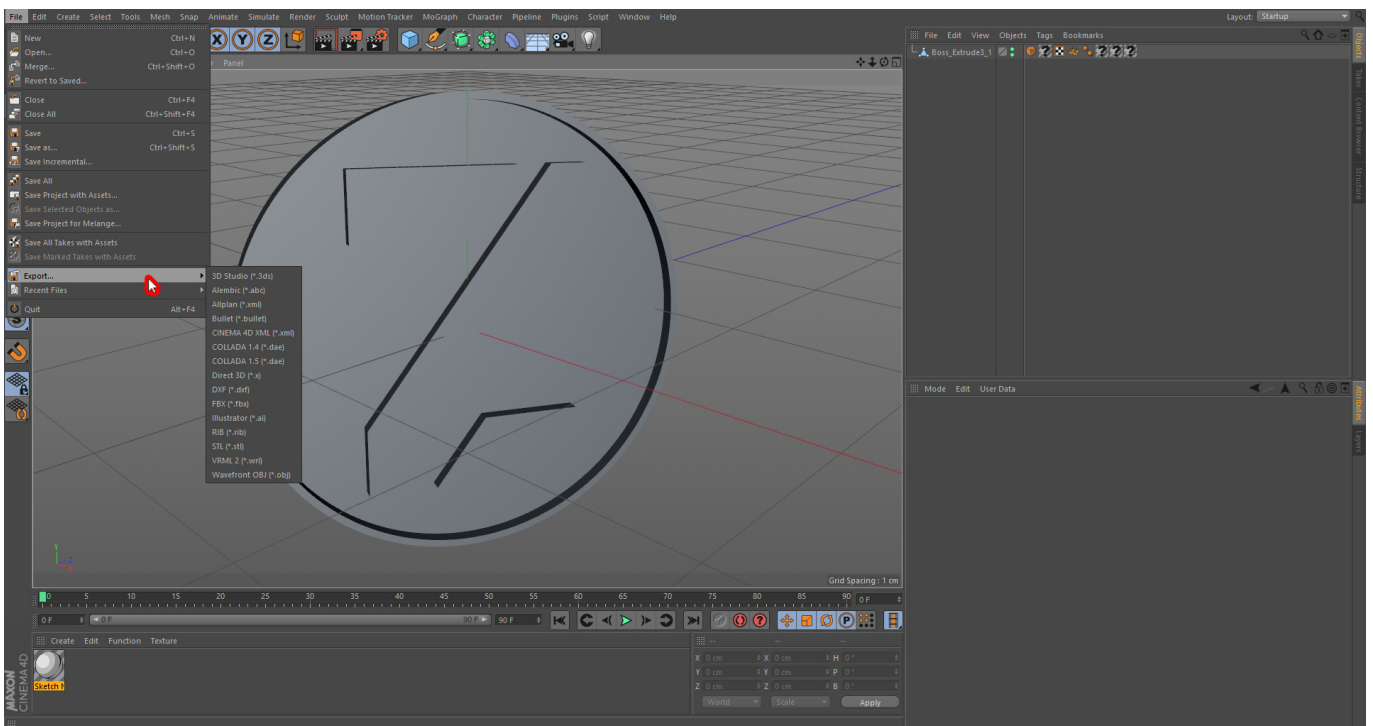 File Edit Create Select Tools Mesh Snap Animate Simulate Render Sculpt Motion Tracker MoGraph Character Pipeline Plugins Script Window Help Layout: Startup
New Ctrl+N
Open... Ctrl+O
Merge... Ctrl+Shift+O
Revert to Saved...
Close Ctrl+F4
Close All Ctrl+Shift+F4
Save Ctrl+S
Save as... Ctrl+Shift+S
Save Incremental...
Save All
Save Project with Assets...
Save Selected Objects as...
Save Project for Melange...
Save All Takes with Assets
Save Marked Takes with Assets
Export...
Recent Files
Quit Alt+F4
3D Studio (*.3ds)
Alembic (*.abc)
Allplan (*.xml)
Bullet (*.bullet)
CINEMA 4D XML (*.xml)
COLLADA 1.4 (*.dae)
COLLADA 1.5 (*.dae)
Direct 3D (*.x)
DXF (*.dxf)
FBX (*.fbx)
Illustrator (*.ai)
RIB (*.rib)
STL (*.stl)
VRML 2 (*.wrl)
Wavefront OBJ (*.obj)
X Y Z
Panel
Y
Z
X
Grid Spacing : 1 cm
File Edit View Objects Tags Bookmarks
Boss_Extrude3_1
Objects
Takes
Content Browser
Structure
Mode Edit User Data
Attributes
Layers
0 5 10 15 20 25 30 35 40 45 50 55 60 65 70 75 80 85 90 0 F
0 F 0 F 90 F 90 F
Create Edit Function Texture
Sketch
MAXON
CINEMA 4D
-- -- --
X 0 cm X 0 cm H 0 °
Y 0 cm Y 0 cm P 0 °
Z 0 cm Z 0 cm B 0 °
World Scale Apply